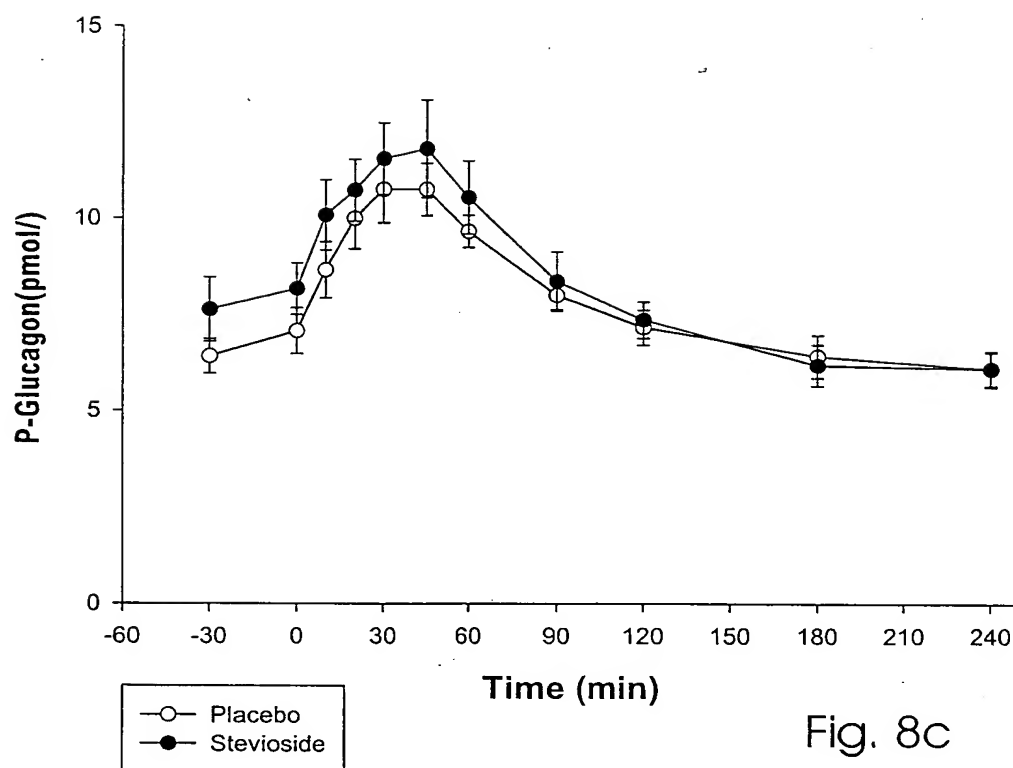 15
10
5
0
P-Glucagon(pmol/)
-60 -30 0 30 60 90 120 150 180 210 240
Time (min)
Placebo
Stevioside
Fig. 8c